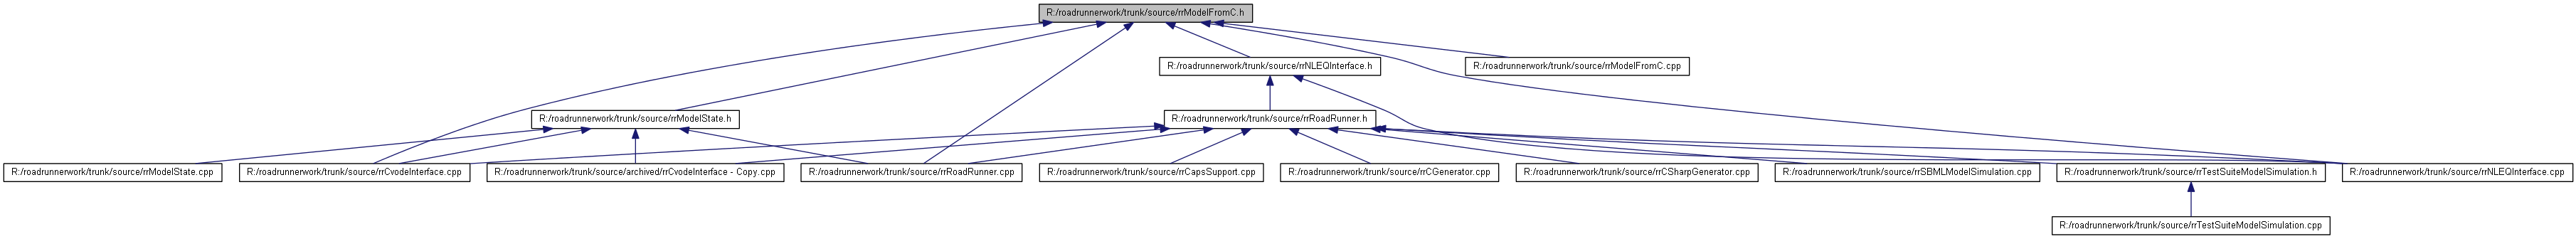 R:/roadrunnerwork/trunk/source/rrModelFromC.h
R:/roadrunnerwork/trunk/source/rrNLEQInterface.h
R:/roadrunnerwork/trunk/source/rrModelFromC.cpp
R:/roadrunnerwork/trunk/source/rrModelState.h
R:/roadrunnerwork/trunk/source/rrRoadRunner.h
R:/roadrunnerwork/trunk/source/rrModelState.cpp
R:/roadrunnerwork/trunk/source/rrCvodeInterface.cpp
R:/roadrunnerwork/trunk/source/archived/rrCvodeInterface - Copy.cpp
R:/roadrunnerwork/trunk/source/rrRoadRunner.cpp
R:/roadrunnerwork/trunk/source/rrCapsSupport.cpp
R:/roadrunnerwork/trunk/source/rrCGenerator.cpp
R:/roadrunnerwork/trunk/source/rrCSharpGenerator.cpp
R:/roadrunnerwork/trunk/source/rrSBMLModelSimulation.cpp
R:/roadrunnerwork/trunk/source/rrTestSuiteModelSimulation.h
R:/roadrunnerwork/trunk/source/rrNLEQInterface.cpp
R:/roadrunnerwork/trunk/source/rrTestSuiteModelSimulation.cpp